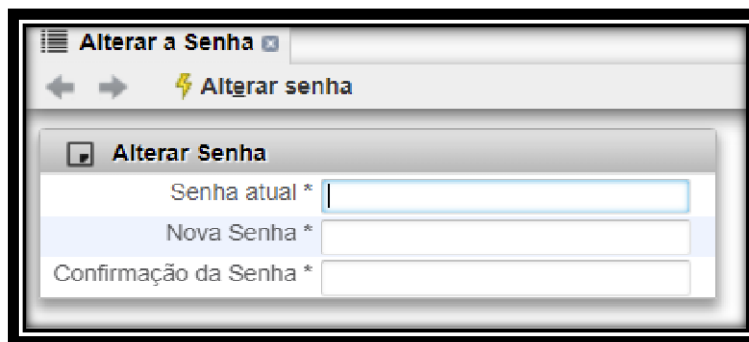 Alterar a Senha
Alterar senha
Alterar Senha
Senha atual *
Nova Senha *
Confirmação da Senha *